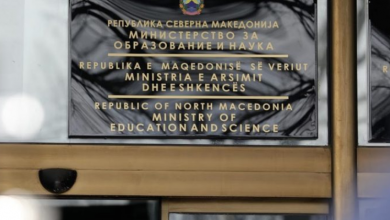 РЕПУБЛИКА СЕВЕРНА МАКЕДОНИЈА
МИНИСТЕРСТВО ЗА
ОБРАЗОВАНИЕ И НАУКА
REPUBLIKA E MAQEDONISË SË VERIUT
MINISTRIA E ARSIMIT
DHE ESHKENCËS
REPUBLIC OF NORTH MACEDONIA
MINISTRY OF
EDUCATION AND SCIENCE